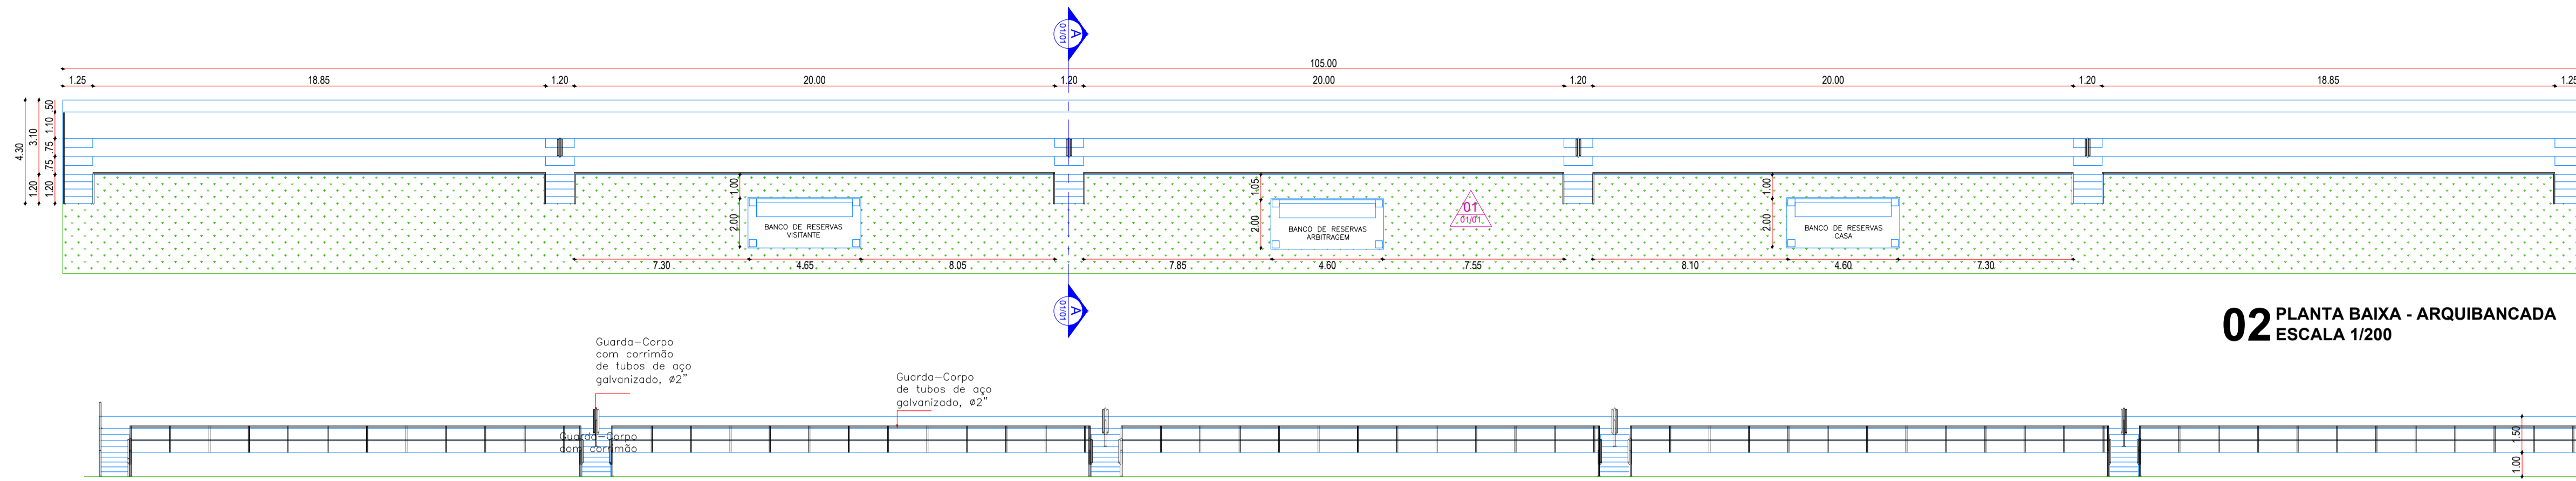 A
01/01
105.00
1.25
18.85
1.20
20.00
1.20
20.00
1.20
20.00
1.20
18.85
1.25
4.30
3.10
1.20
.50
1.10
.75
.75
1.20
1.00
2.00
BANCO DE RESERVAS
VISITANTE
1.05
2.00
BANCO DE RESERVAS
ARBITRAGEM
01
01/01
1.00
2.00
BANCO DE RESERVAS
CASA
7.30
4.65
8.05
7.85
4.60
7.55
8.10
4.60
7.30
A
01/01
02 PLANTA BAIXA - ARQUIBANCADA
ESCALA 1/200
Guarda-Corpo
com corrimão
de tubos de aço
galvanizado, ø2"
Guarda-Corpo
de tubos de aço
galvanizado, ø2"
Guarda-Corpo
com corrimão
1.50
1.00